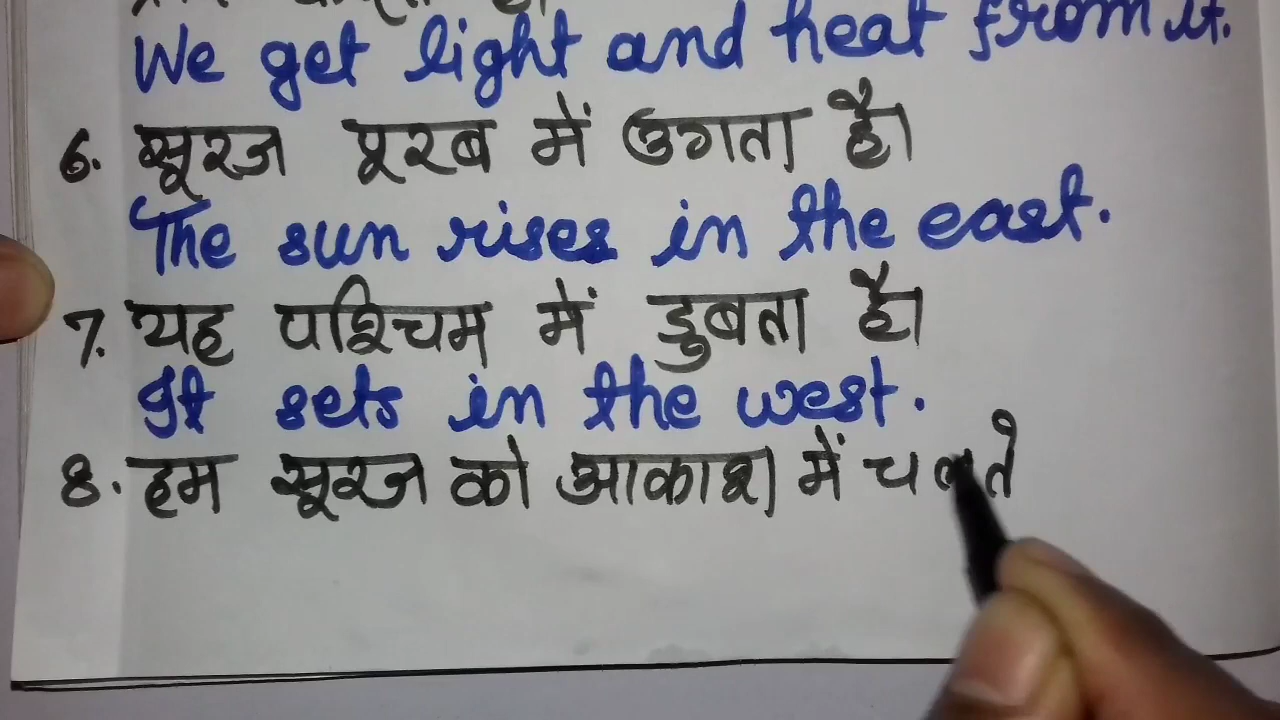 We get light and heat from it.
6. सूरज पूरब में उगता है।
The sun rises in the east.
7. यह पश्चिम में डुबता है।
It sets in the west.
8. हम सूरज को आकाश में चलते